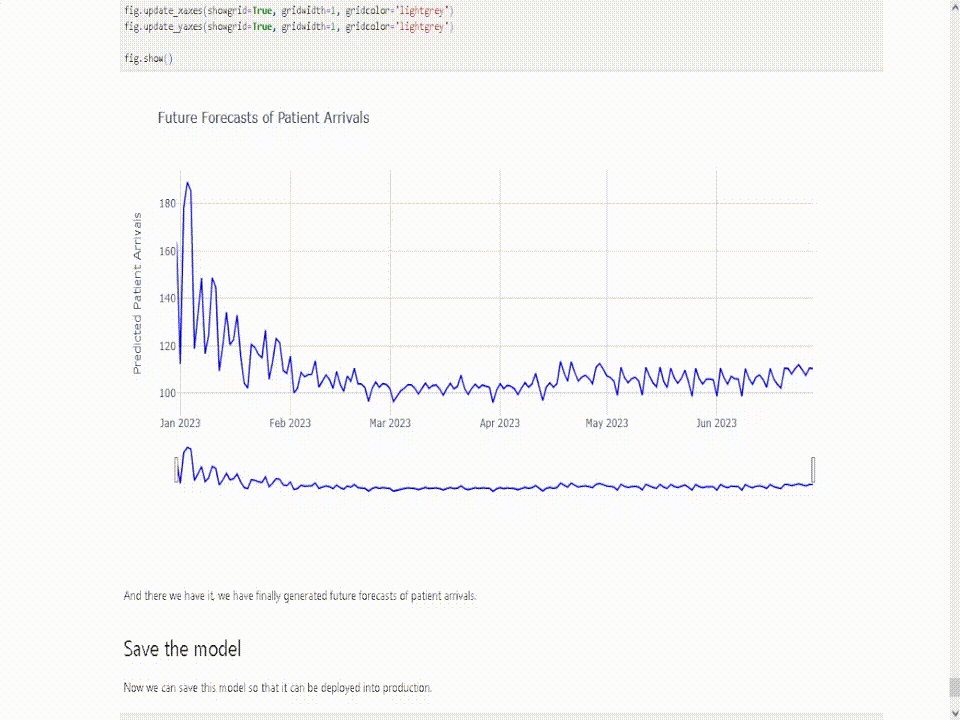 fig.update_xaxes(showgrid=True, gridwidth=1, gridcolor='lightgrey')
fig.update_yaxes(showgrid=True, gridwidth=1, gridcolor='lightgrey')
fig.show()
Future Forecasts of Patient Arrivals
Predicted Patient Arrivals
180
160
140
120
100
Jan 2023 Feb 2023 Mar 2023 Apr 2023 May 2023 Jun 2023
And there we have it, we have finally generated future forecasts of patient arrivals.
Save the model
Now we can save this model so that it can be deployed into production.